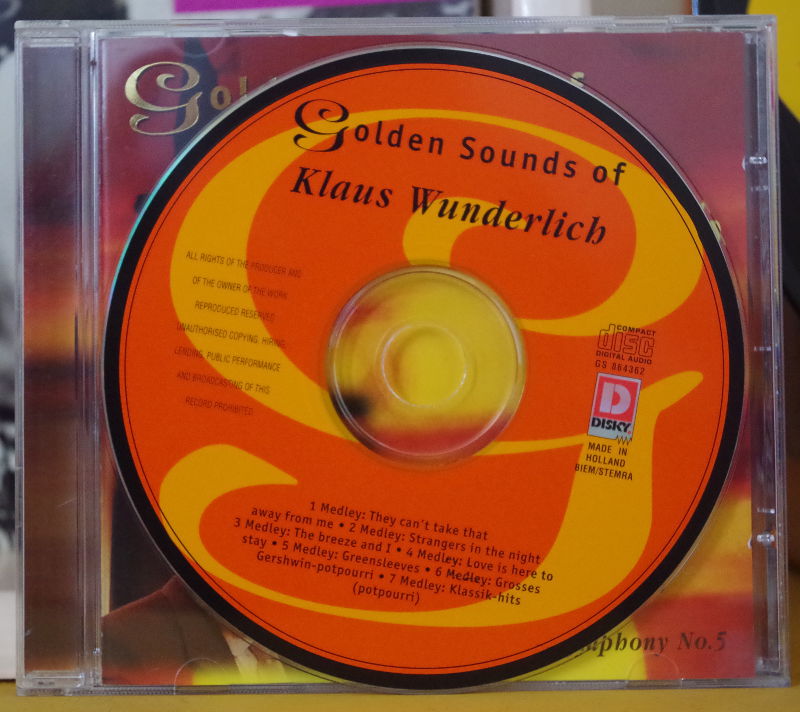 Gol
f
Golden Sounds of
Klaus Wunderlich
ALL RIGHTS OF THE PRODUCER AND
OF THE OWNER OF THE WORK
REPRODUCED RESERVED
UNAUTHORISED COPYING, HIRING,
LENDING, PUBLIC PERFORMANCE
AND BROADCASTING OF THIS
RECORD PROHIBITED
COMPACT
disc
DIGITAL AUDIO
GS 864362
D
DISKY
MADE IN
HOLLAND
BIEM/STEMRA
1 Medley: They can't take that
away from me • 2 Medley: Strangers in the night
3 Medley: The breeze and I • 4 Medley: Love is here to
stay • 5 Medley: Greensleeves • 6 Medley: Grosses
Gershwin-potpourri • 7 Medley: Klassik-hits
(potpourri)
mphony No.5